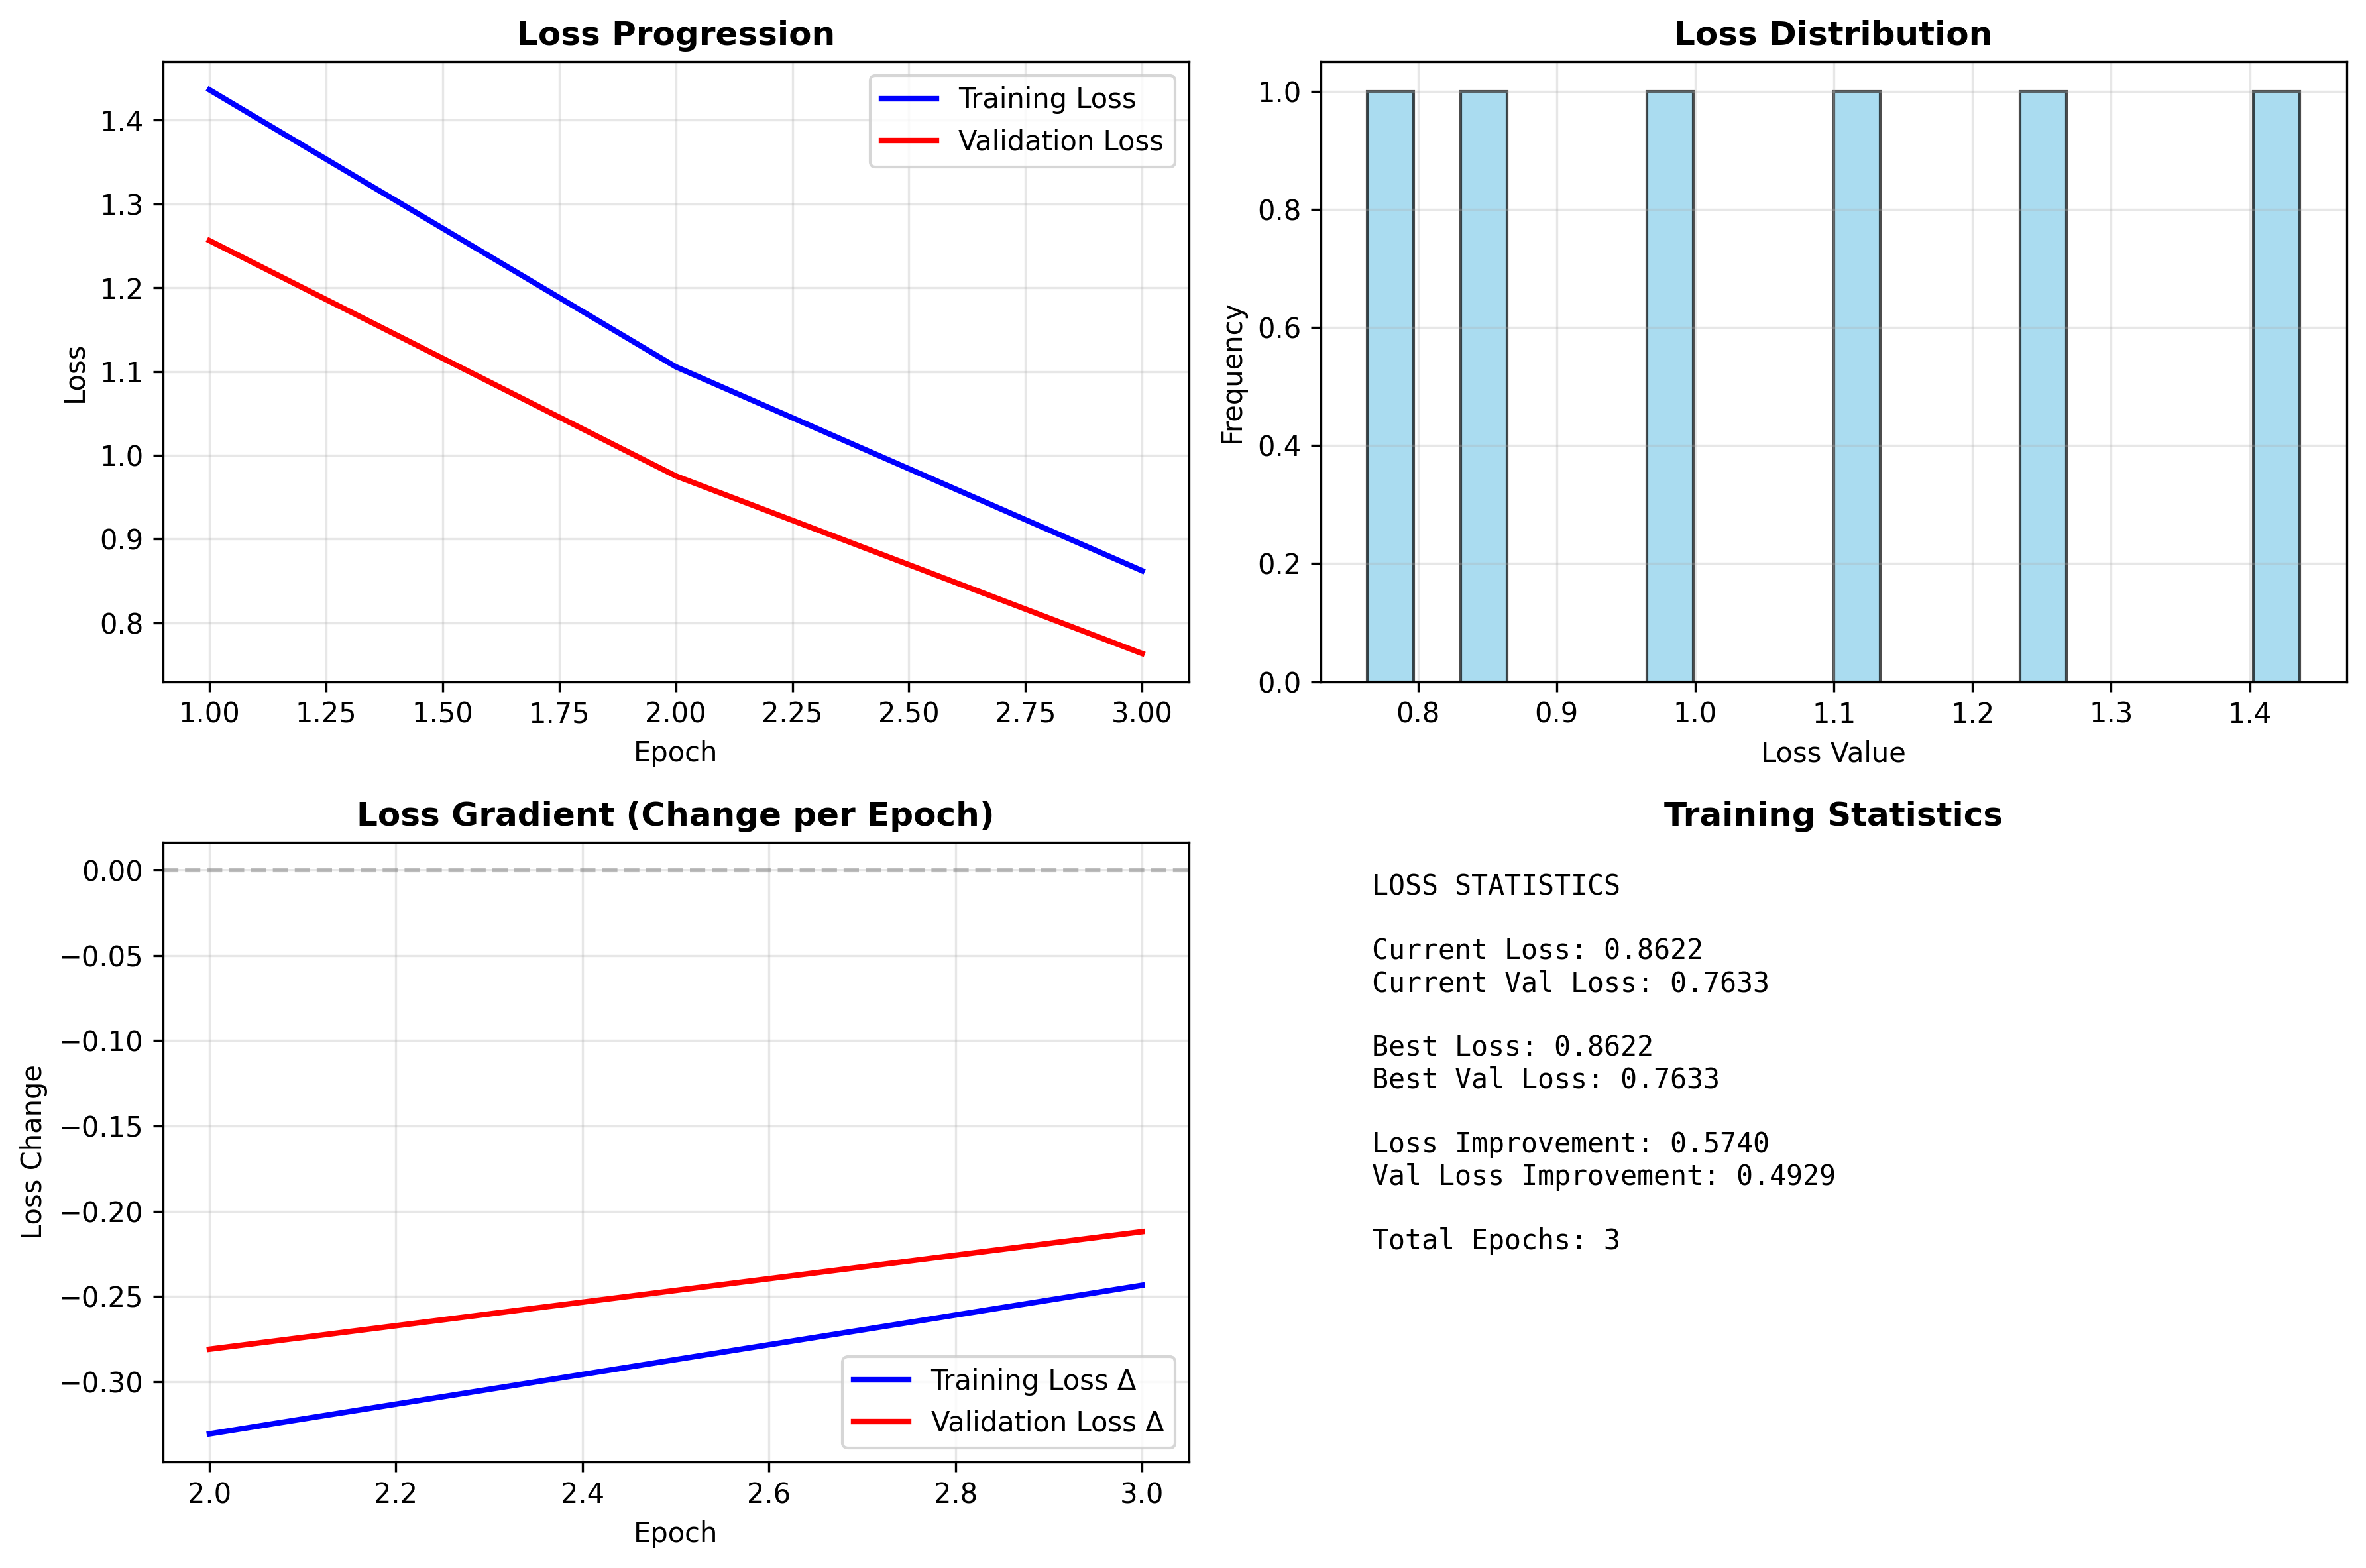 Loss Progression
Training Loss
Validation Loss
1.4
1.3
1.2
1.1
1.0
0.9
0.8
Loss
1.00 1.25 1.50 1.75 2.00 2.25 2.50 2.75 3.00
Epoch
Loss Distribution
1.0
0.8
0.6
0.4
0.2
0.0
Frequency
0.8 0.9 1.0 1.1 1.2 1.3 1.4
Loss Value
Loss Gradient (Change per Epoch)
0.00
−0.05
−0.10
−0.15
−0.20
−0.25
−0.30
Loss Change
Training Loss Δ
Validation Loss Δ
2.0 2.2 2.4 2.6 2.8 3.0
Epoch
Training Statistics
LOSS STATISTICS
Current Loss: 0.8622
Current Val Loss: 0.7633
Best Loss: 0.8622
Best Val Loss: 0.7633
Loss Improvement: 0.5740
Val Loss Improvement: 0.4929
Total Epochs: 3